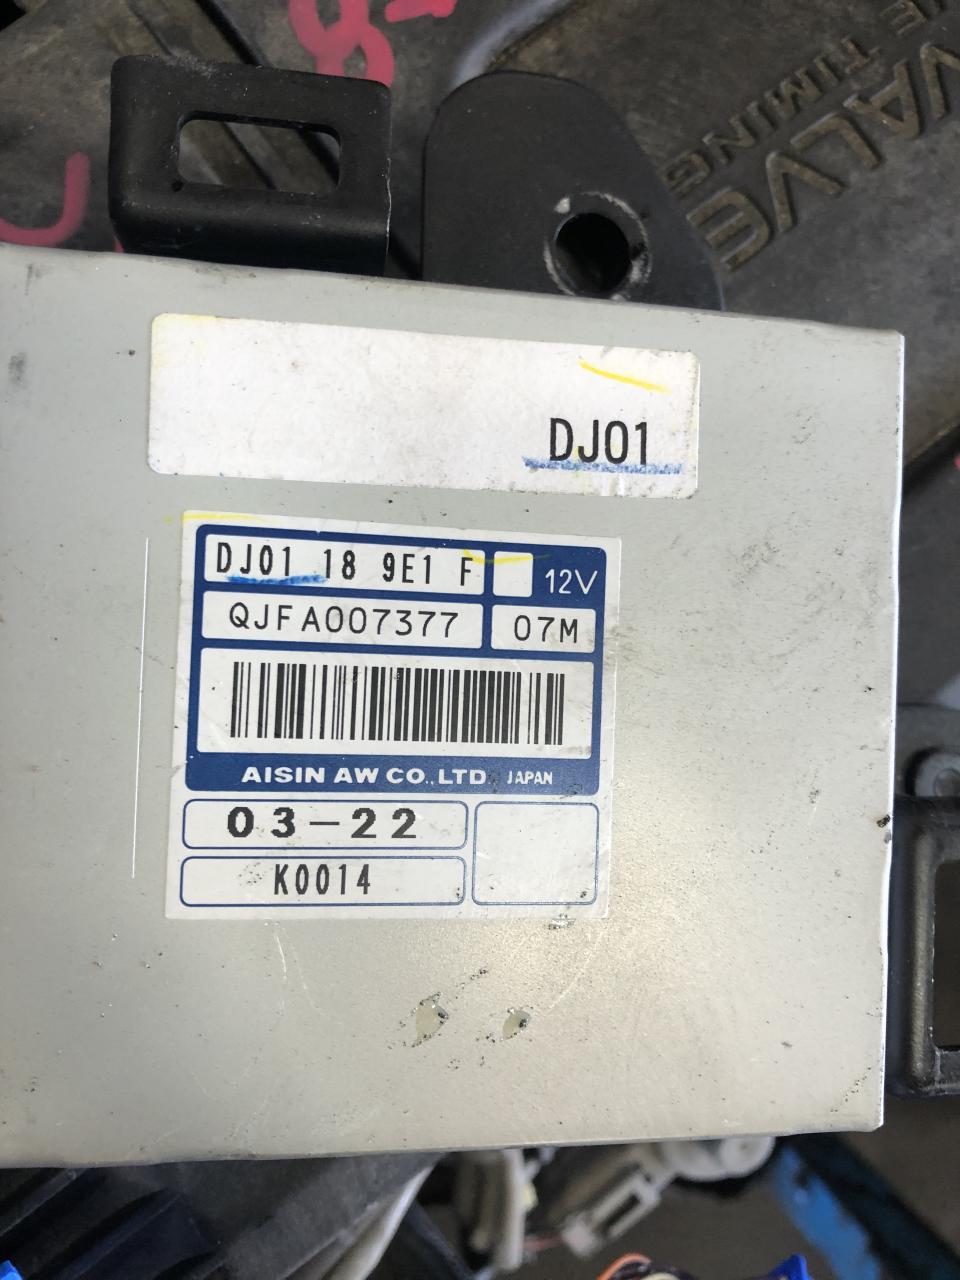 VALVE
TIMING
DJ01
DJ01 18 9E1 F
12V
QJFA007377
07M
AISIN AW CO.,LTD. JAPAN
03-22
K0014